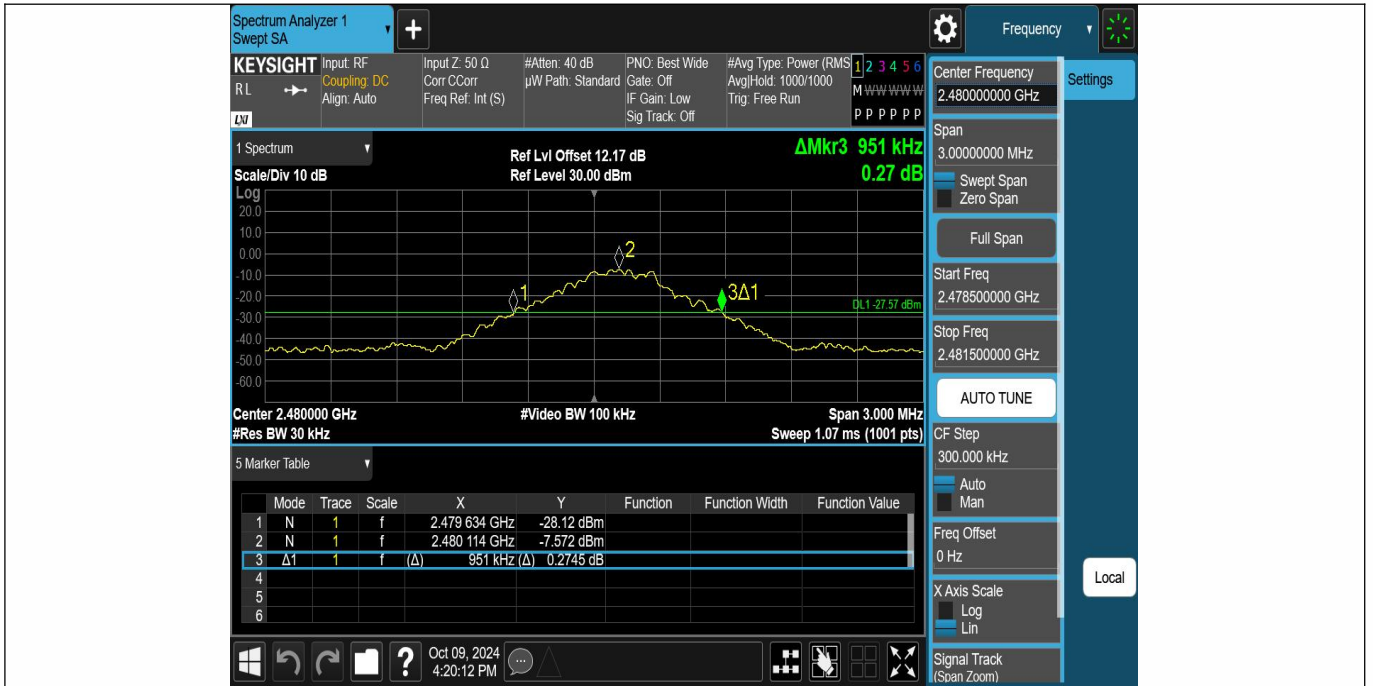 Spectrum Analyzer 1
Swept SA
Frequency
KEYSIGHT
RL
LXI
Input: RF
Coupling: DC
Align: Auto
Input Z: 50 Ω
Corr CCorr
Freq Ref: Int (S)
#Atten: 40 dB
µW Path: Standard
PNO: Best Wide
Gate: Off
IF Gain: Low
Sig Track: Off
#Avg Type: Power (RMS
Avg|Hold: 1000/1000
Trig: Free Run
1 2 3 4 5 6
M W W W W W
P P P P P P
1 Spectrum
Scale/Div 10 dB
Ref Lvl Offset 12.17 dB
Ref Level 30.00 dBm
ΔMkr3 951 kHz
0.27 dB
Log
20.0
10.0
0.00
-10.0
-20.0
-30.0
-40.0
-50.0
-60.0
1
2
3Δ1
DL1 -27.57 dBm
Center 2.480000 GHz
#Video BW 100 kHz
Span 3.000 MHz
#Res BW 30 kHz
Sweep 1.07 ms (1001 pts)
5 Marker Table
Mode Trace Scale X Y Function Function Width Function Value
1 N 1 f 2.479 634 GHz -28.12 dBm
2 N 1 f 2.480 114 GHz -7.572 dBm
3 Δ1 1 f (Δ) 951 kHz (Δ) 0.2745 dB
4
5
6
Oct 09, 2024
4:20:12 PM
?
Center Frequency
2.480000000 GHz
Settings
Span
3.00000000 MHz
Swept Span
Zero Span
Full Span
Start Freq
2.478500000 GHz
Stop Freq
2.481500000 GHz
AUTO TUNE
CF Step
300.000 kHz
Auto
Man
Freq Offset
0 Hz
Local
X Axis Scale
Log
Lin
Signal Track
(Span Zoom)